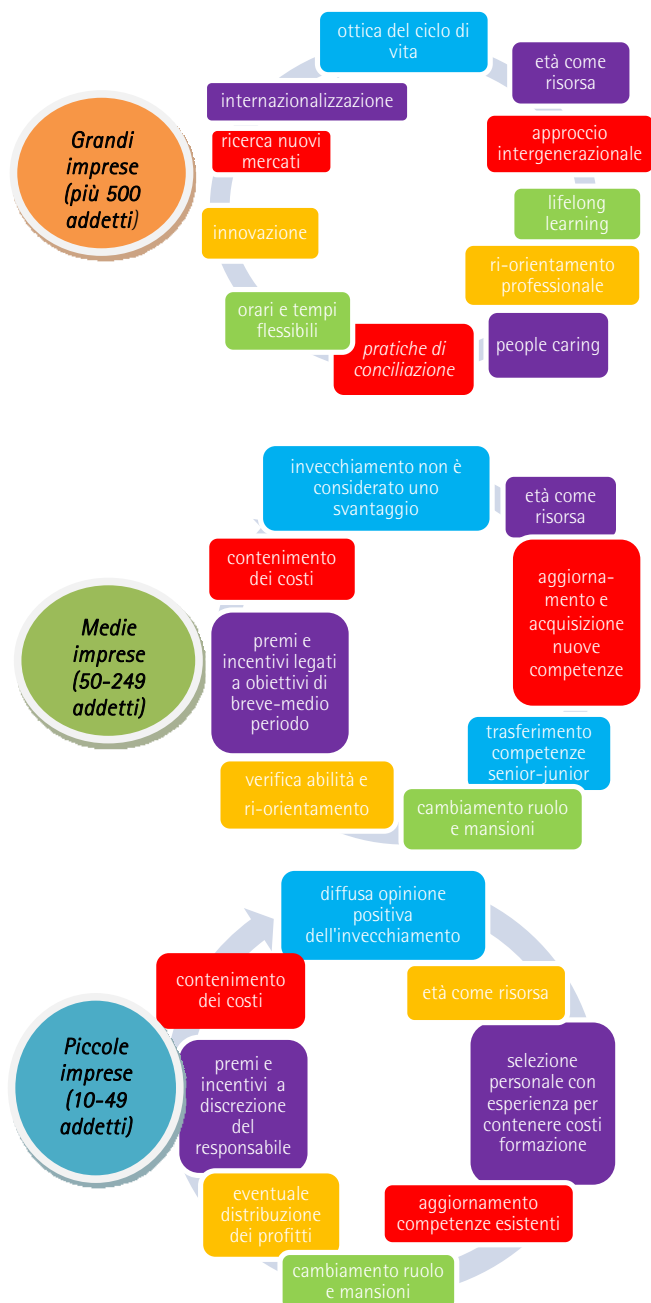 Grandi
imprese
(più 500
addetti)
ottica del ciclo di
vita
età come
risorsa
approccio
intergenerazionale
lifelong
learning
ri-orientamento
professionale
people caring
pratiche di
conciliazione
orari e tempi
flessibili
innovazione
ricerca nuovi
mercati
internazionalizzazione
Medie
imprese
(50-249
addetti)
invecchiamento non è
considerato uno
svantaggio
età come
risorsa
aggiorna-
mento e
acquisizione
nuove
competenze
trasferimento
competenze
senior-junior
cambiamento ruolo
e mansioni
verifica abilità e
ri-orientamento
premi e
incentivi legati
a obiettivi di
breve-medio
periodo
contenimento
dei costi
Piccole
imprese
(10-49
addetti)
diffusa opinione
positiva
dell'invecchiamento
età come risorsa
selezione
personale con
esperienza per
contenere costi
formazione
aggiornamento
competenze esistenti
cambiamento ruolo
e mansioni
eventuale
distribuzione
dei profitti
premi e
incentivi a
discrezione
del
responsabile
contenimento
dei costi